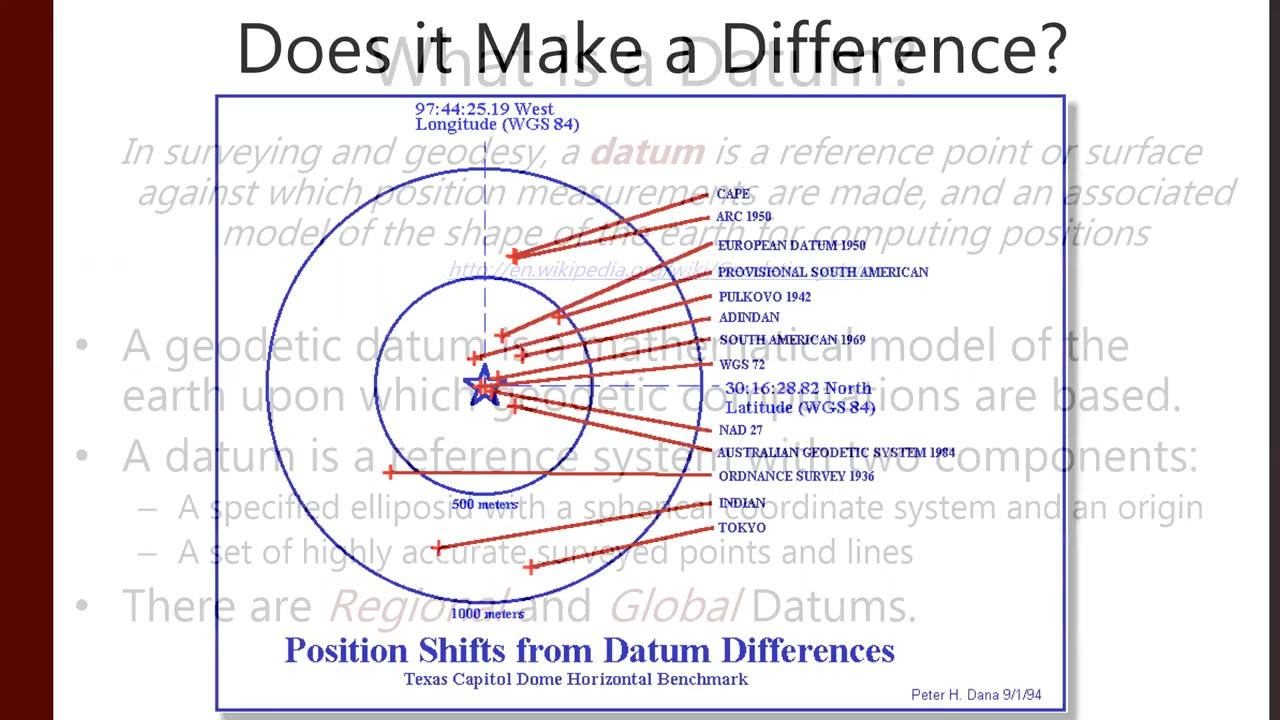 Does it Make a Difference?
What is a Datum?
97:44:25.19 West
Longitude (WGS 84)
In surveying and geodesy, a datum is a reference point or surface
against which position measurements are made, and an associated
model of the shape of the earth for computing positions
http://en.wikipedia.org/wiki/
CAPE
ARC 1950
EUROPEAN DATUM 1950
PROVISIONAL SOUTH AMERICAN
PULKOVO 1942
ADINDAN
SOUTH AMERICAN 1969
WGS 72
30:16:28.82 North
Latitude (WGS 84)
NAD 27
AUSTRALIAN GEODETIC SYSTEM 1984
ORDNANCE SURVEY 1936
INDIAN
TOKYO
• A geodetic datum is a mathematical model of the
earth upon which geodetic computations are based.
• A datum is a reference system with two components:
– A specified elliposid with a spherical coordinate system and an origin
– A set of highly accurate surveyed points and lines
• There are Regional and Global Datums.
500 meters
1000 meters
Position Shifts from Datum Differences
Texas Capitol Dome Horizontal Benchmark
Peter H. Dana 9/1/94